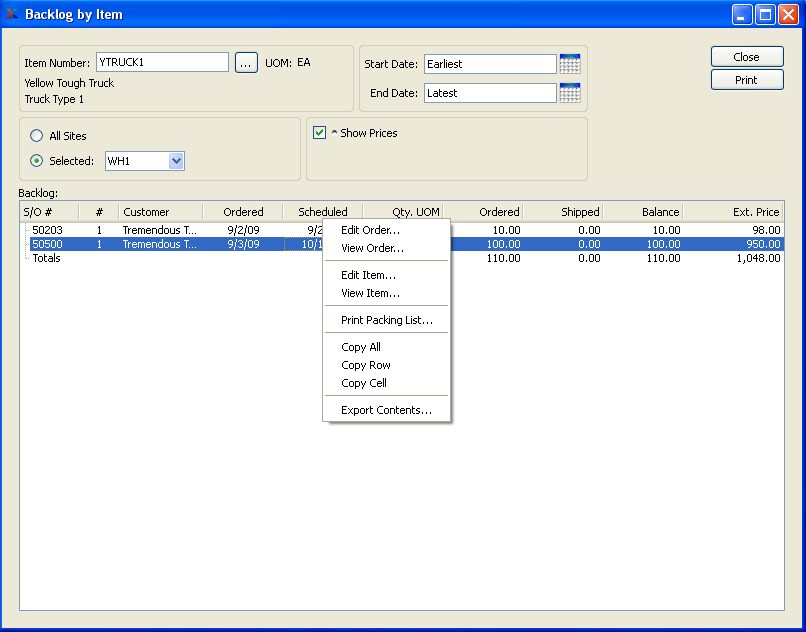 Backlog by Item
Item Number: YTRUCK1 ... UOM: EA
Yellow Tough Truck
Truck Type 1
Start Date: Earliest
End Date: Latest
Close
Print
All Sites
Selected: WH1
^ Show Prices
Backlog:
S/O # # Customer Ordered Scheduled Qty. UOM Ordered Shipped Balance Ext. Price
50203 1 Tremendous T... 9/2/09 9/2 10.00 0.00 10.00 98.00
50500 1 Tremendous T... 9/3/09 10/1 100.00 0.00 100.00 950.00
Totals 110.00 0.00 110.00 1,048.00
Edit Order...
View Order...
Edit Item...
View Item...
Print Packing List...
Copy All
Copy Row
Copy Cell
Export Contents...